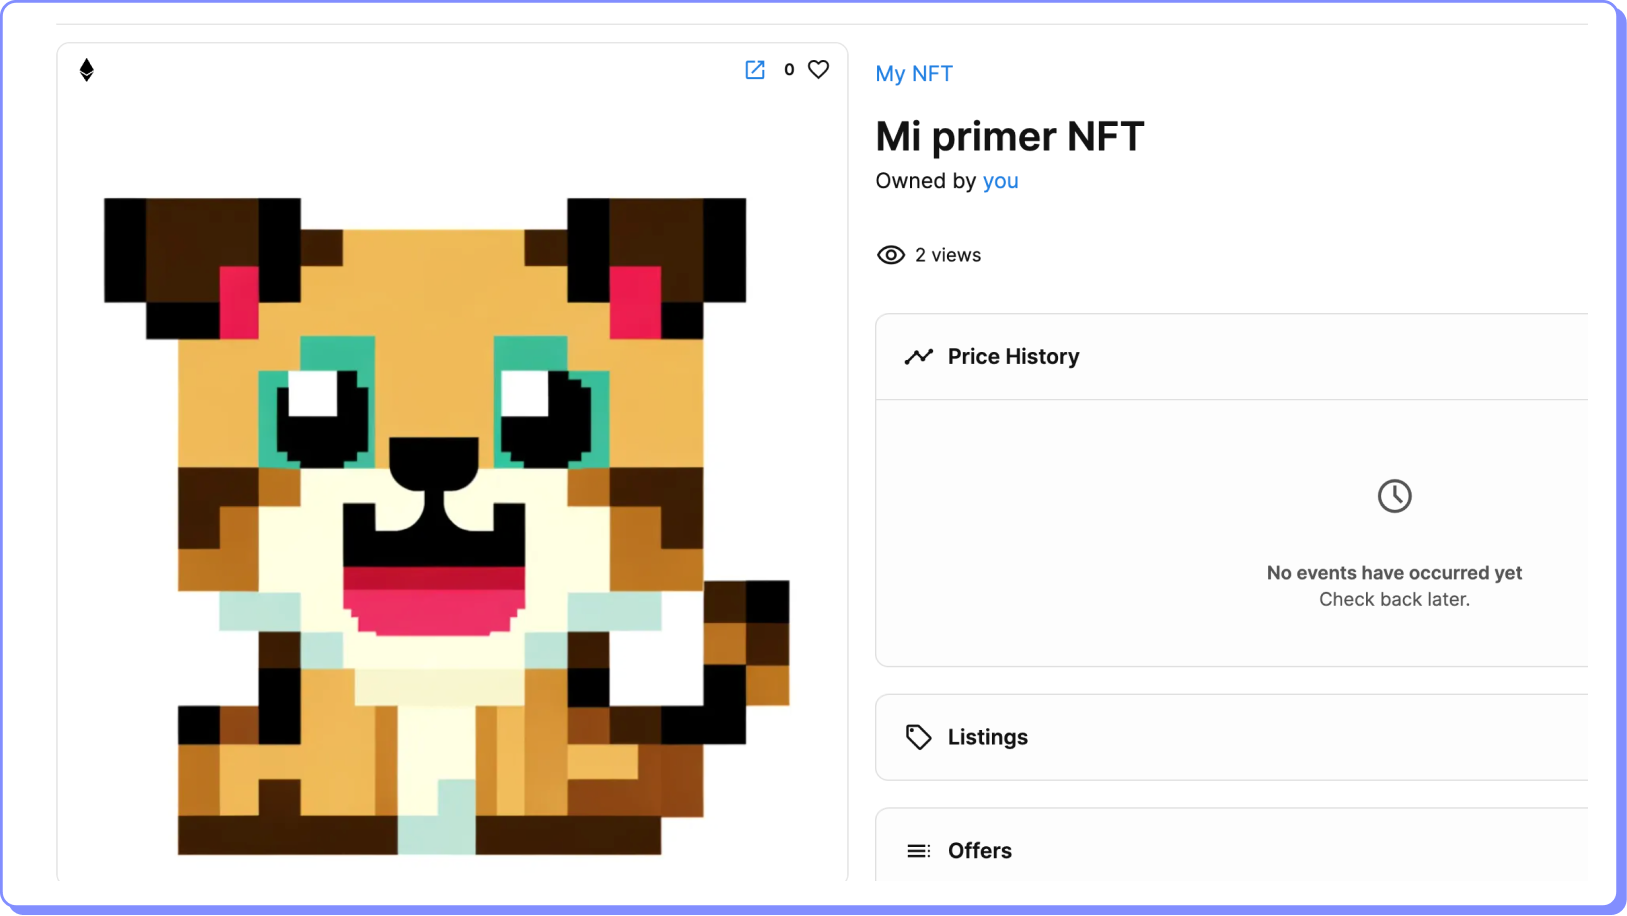 0
My NFT
Mi primer NFT
Owned by you
2 views
Price History
No events have occurred yet
Check back later.
Listings
Offers